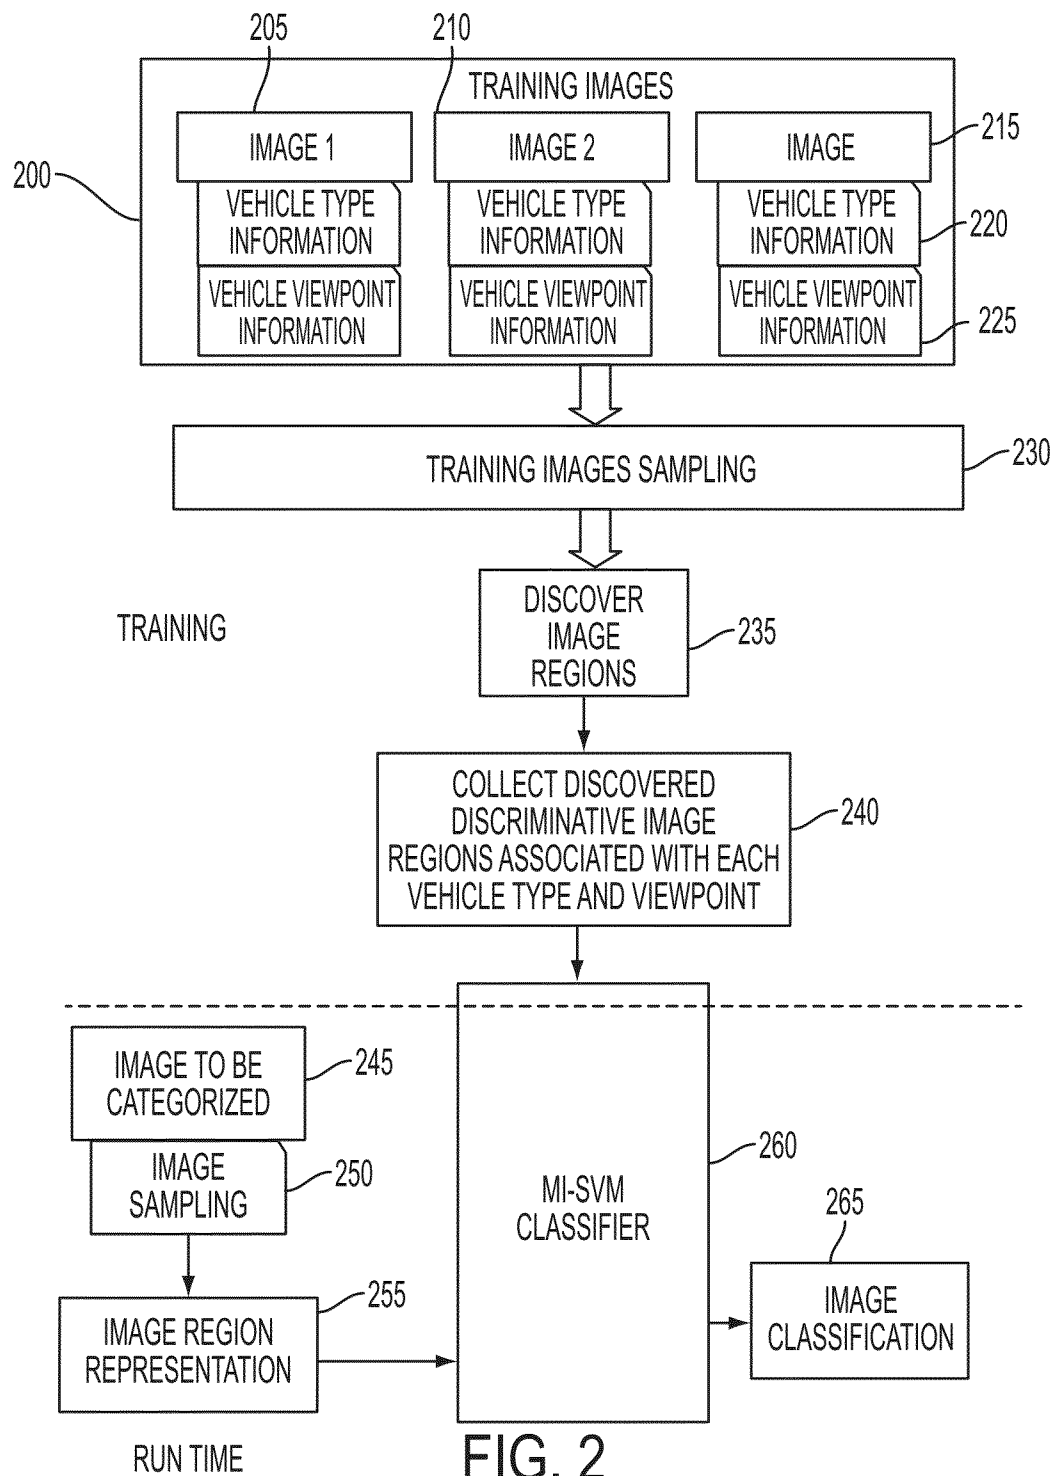 205
210
TRAINING IMAGES
IMAGE 1
IMAGE 2
IMAGE
215
200
VEHICLE TYPE
INFORMATION
VEHICLE TYPE
INFORMATION
VEHICLE TYPE
INFORMATION
220
VEHICLE VIEWPOINT
INFORMATION
VEHICLE VIEWPOINT
INFORMATION
VEHICLE VIEWPOINT
INFORMATION
225
TRAINING IMAGES SAMPLING
230
TRAINING
DISCOVER
IMAGE
REGIONS
235
COLLECT DISCOVERED
DISCRIMINATIVE IMAGE
REGIONS ASSOCIATED WITH EACH
VEHICLE TYPE AND VIEWPOINT
240
IMAGE TO BE
CATEGORIZED
245
IMAGE
SAMPLING
250
IMAGE REGION
REPRESENTATION
255
MI-SVM
CLASSIFIER
260
265
IMAGE
CLASSIFICATION
RUN TIME
FIG. 2